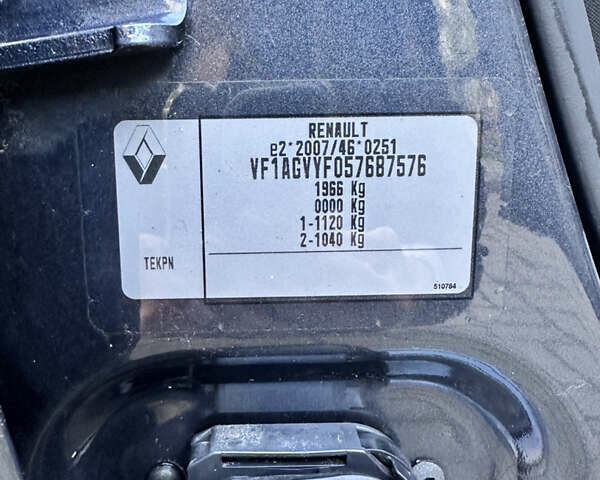 RENAULT
e2*2007/46*0251
VF1AGVYF057687576
1966 Kg
0000 Kg
1-1120 Kg
2-1040 Kg
TEKPN
510784